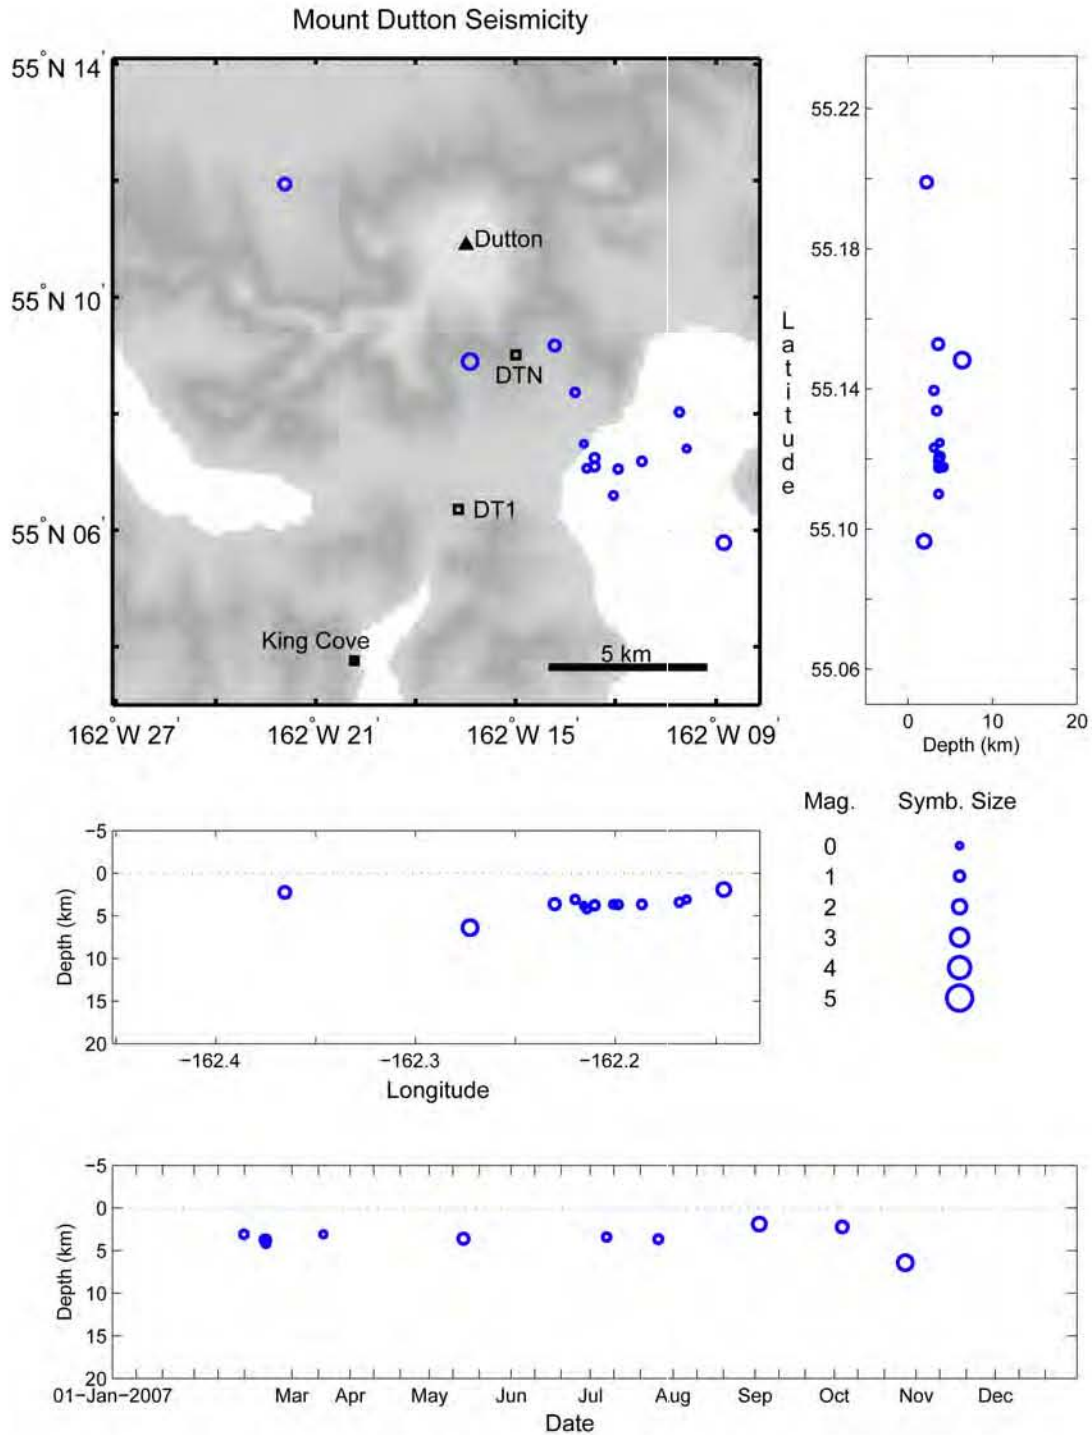 Mount Dutton Seismicity
55°N 14'
55°N 10'
55°N 06'
Dutton
DTN
DT1
King Cove
5 km
162°W 27'
162°W 21'
162°W 15'
162°W 09'
Latitude
55.22
55.18
55.14
55.10
55.06
0 10 20
Depth (km)
Mag. Symb. Size
0
1
2
3
4
5
−5
0
5
10
15
20
Depth (km)
−162.4 −162.3 −162.2
Longitude
−5
0
5
10
15
20
Depth (km)
01−Jan−2007 Mar Apr May Jun Jul Aug Sep Oct Nov Dec
Date